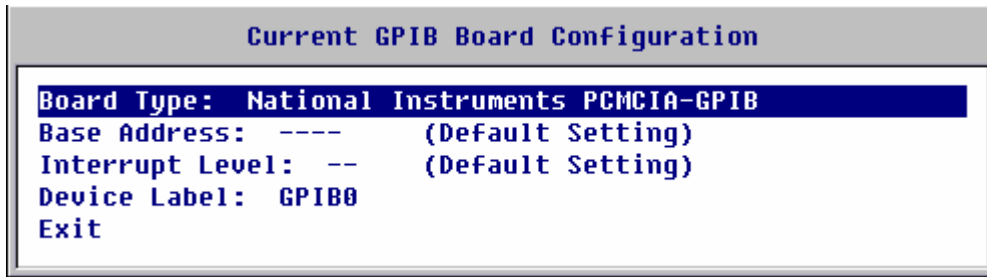 Current GPIB Board Configuration
Board Type: National Instruments PCMCIA-GPIB
Base Address: ---- (Default Setting)
Interrupt Level: -- (Default Setting)
Device Label: GPIB0
Exit